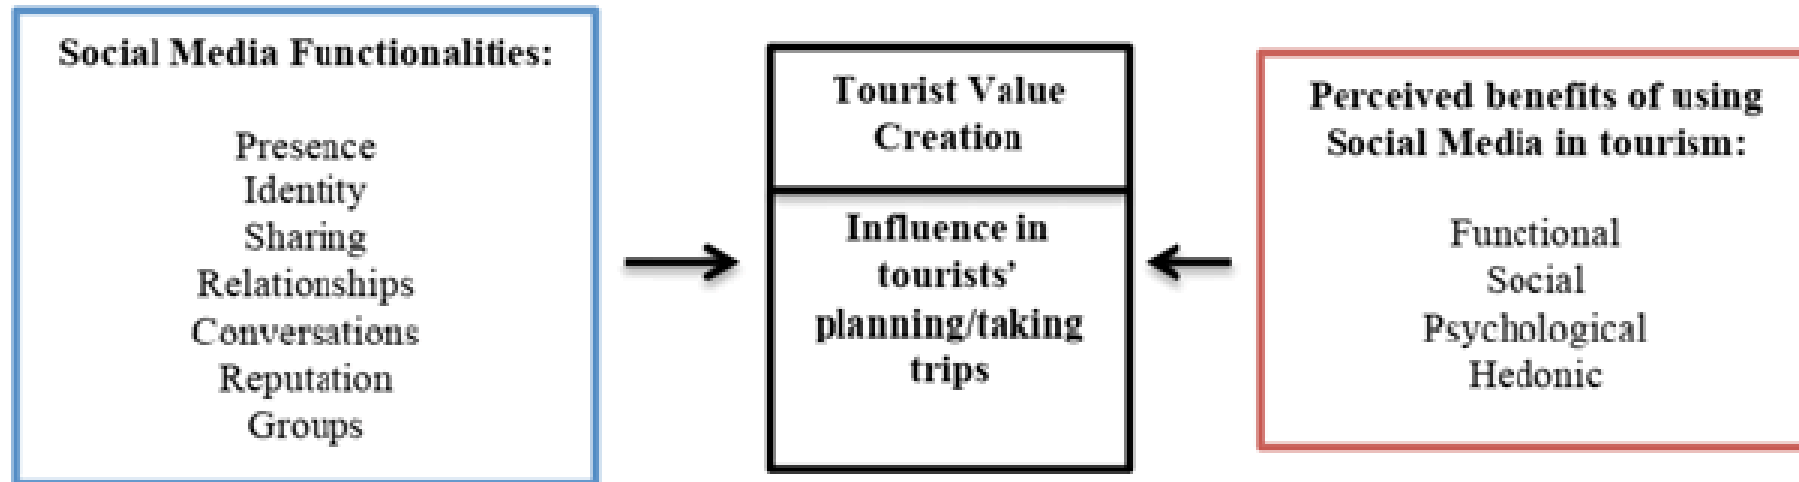 Social Media Functionalities:
Presence
Identity
Sharing
Relationships
Conversations
Reputation
Groups
Tourist Value
Creation
Influence in
tourists'
planning/taking
trips
Perceived benefits of using
Social Media in tourism:
Functional
Social
Psychological
Hedonic